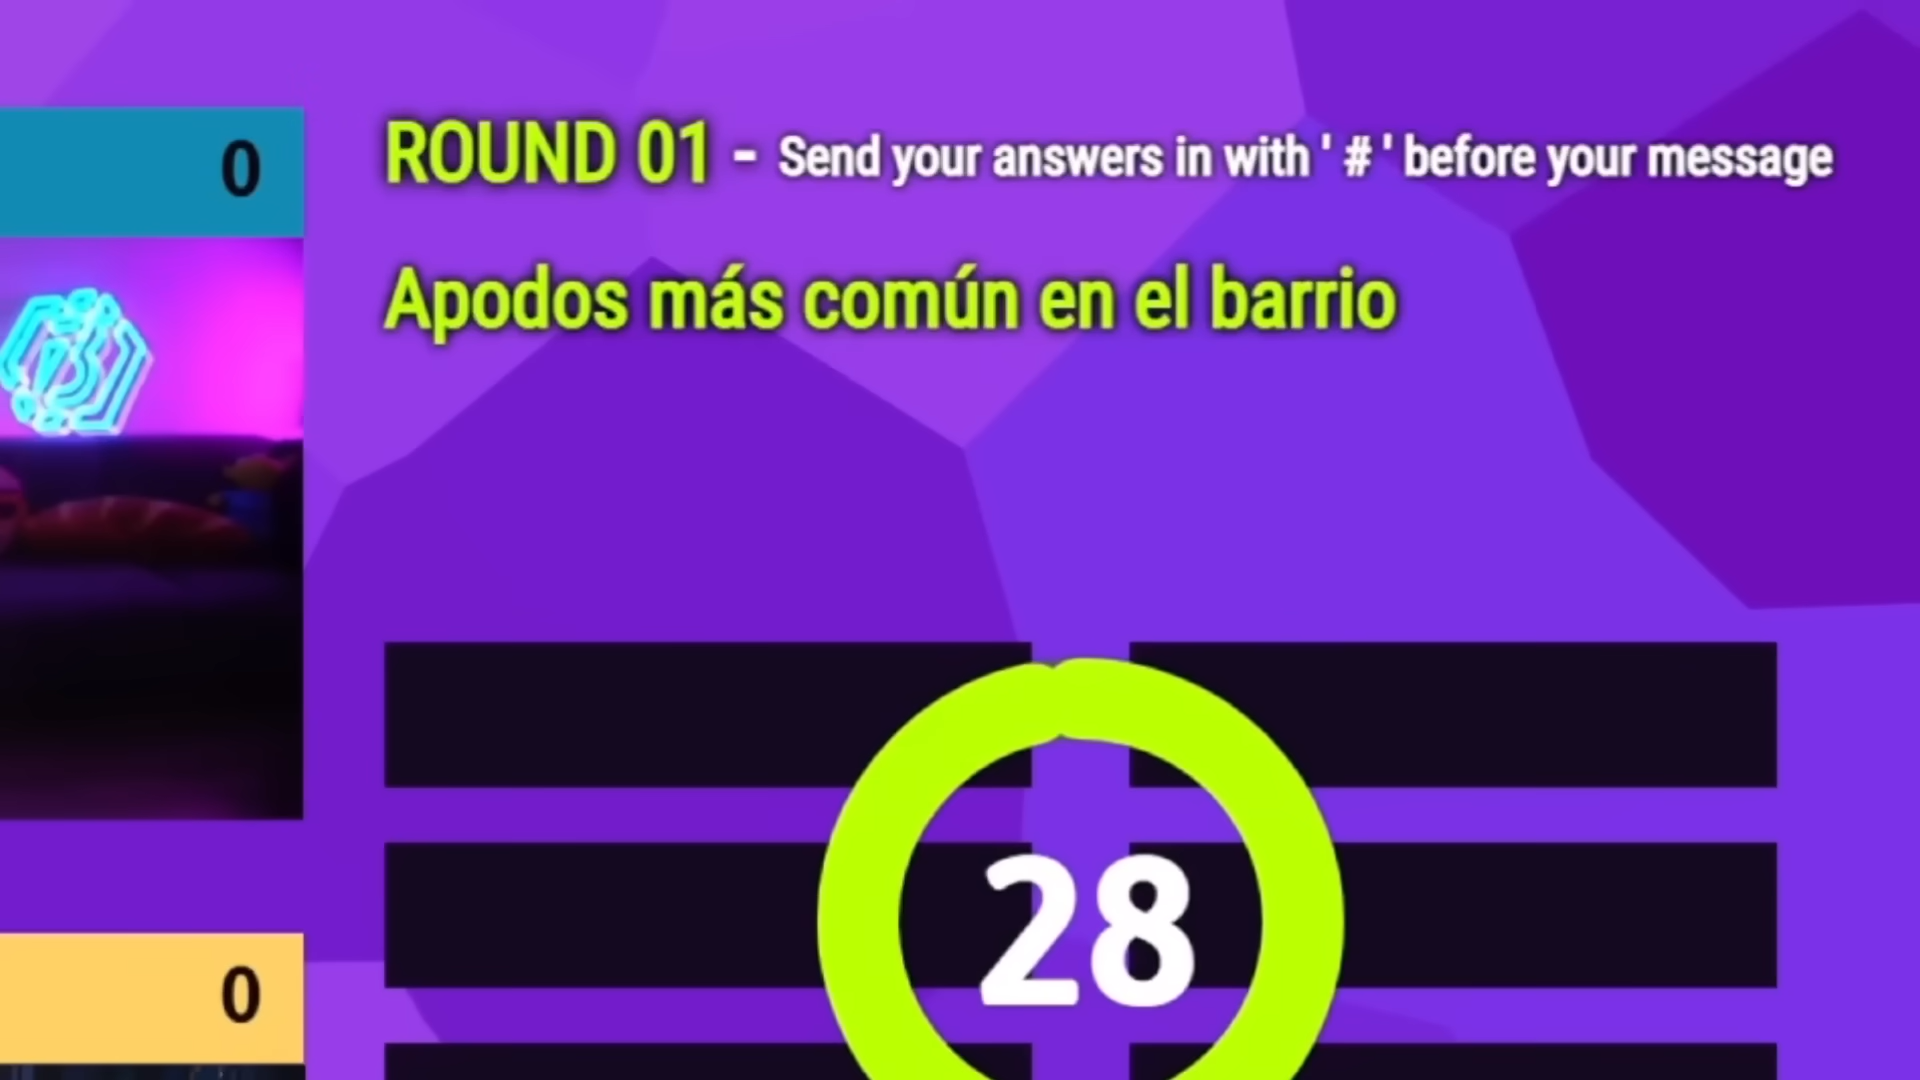 0
ROUND 01 - Send your answers in with ' # ' before your message
Apodos más común en el barrio
28
0